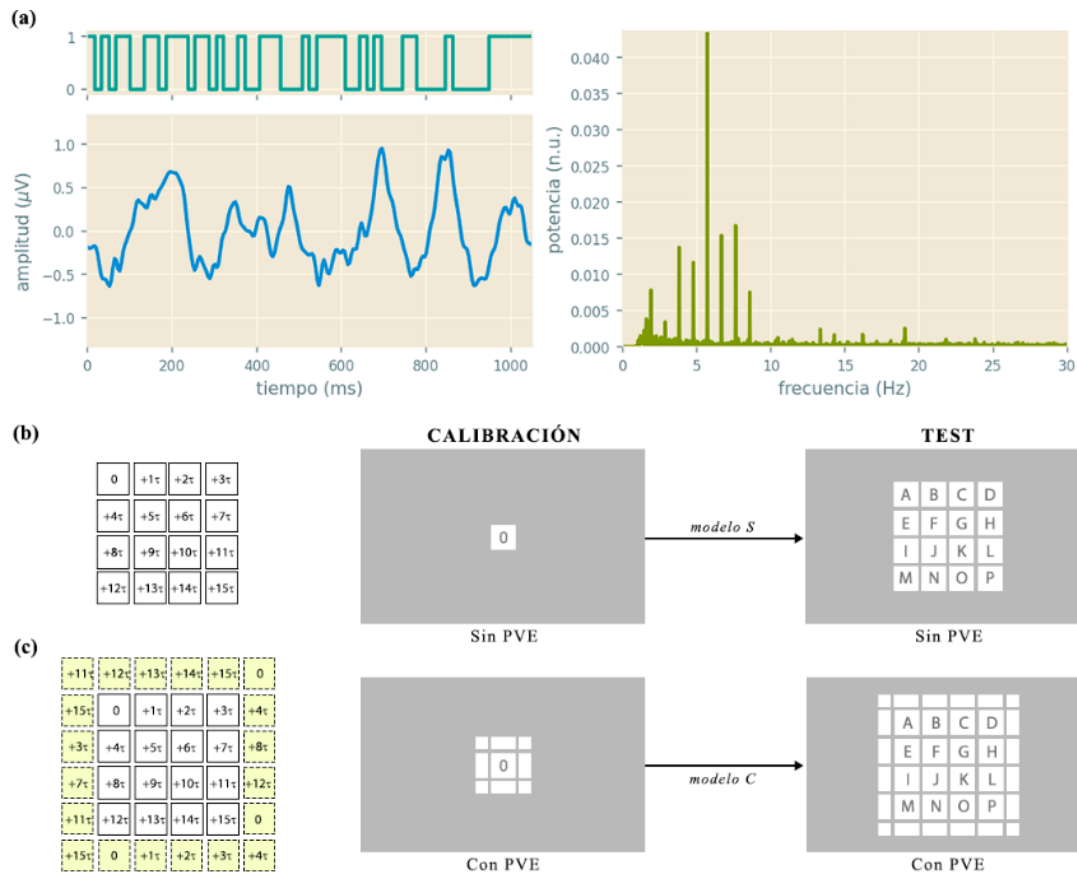 (a)
1
0
1.0
0.5
0.0
−0.5
−1.0
amplitud (μV)
0 200 400 600 800 1000
tiempo (ms)
0.040
0.035
0.030
0.025
0.020
0.015
0.010
0.005
0.000
potencia (n.u.)
0 5 10 15 20 25 30
frecuencia (Hz)
(b)
0 +1τ +2τ +3τ
+4τ +5τ +6τ +7τ
+8τ +9τ +10τ +11τ
+12τ +13τ +14τ +15τ
CALIBRACIÓN
0
Sin PVE
modelo S
TEST
A B C D
E F G H
I J K L
M N O P
Sin PVE
(c)
+11τ +12τ +13τ +14τ +15τ 0
+15τ 0 +1τ +2τ +3τ +4τ
+3τ +4τ +5τ +6τ +7τ +8τ
+7τ +8τ +9τ +10τ +11τ +12τ
+11τ +12τ +13τ +14τ +15τ 0
+15τ 0 +1τ +2τ +3τ +4τ
0
Con PVE
modelo C
A B C D
E F G H
I J K L
M N O P
Con PVE